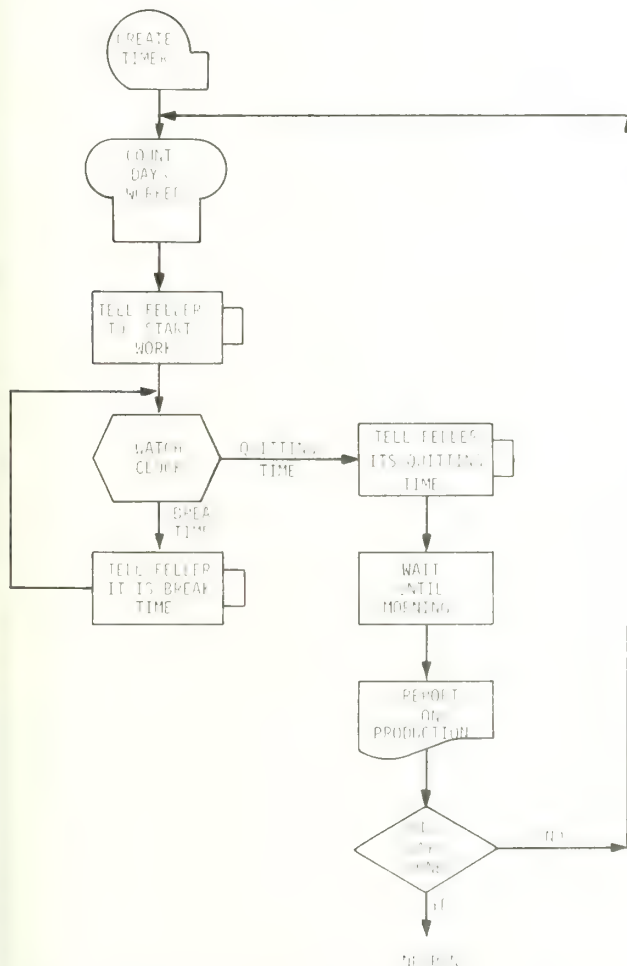 CREATE
TIMER
COUNT
DAYS
WORKED
TELL FELLER
TO START
WORK
WATCH
CLOCK
QUITTING
TIME
BREAK
TIME
TELL FELLER
IT IS BREAK
TIME
TELL FELLER
ITS QUITTING
TIME
WAIT
UNTIL
MORNING
REPORT
ON
PRODUCTION
NO